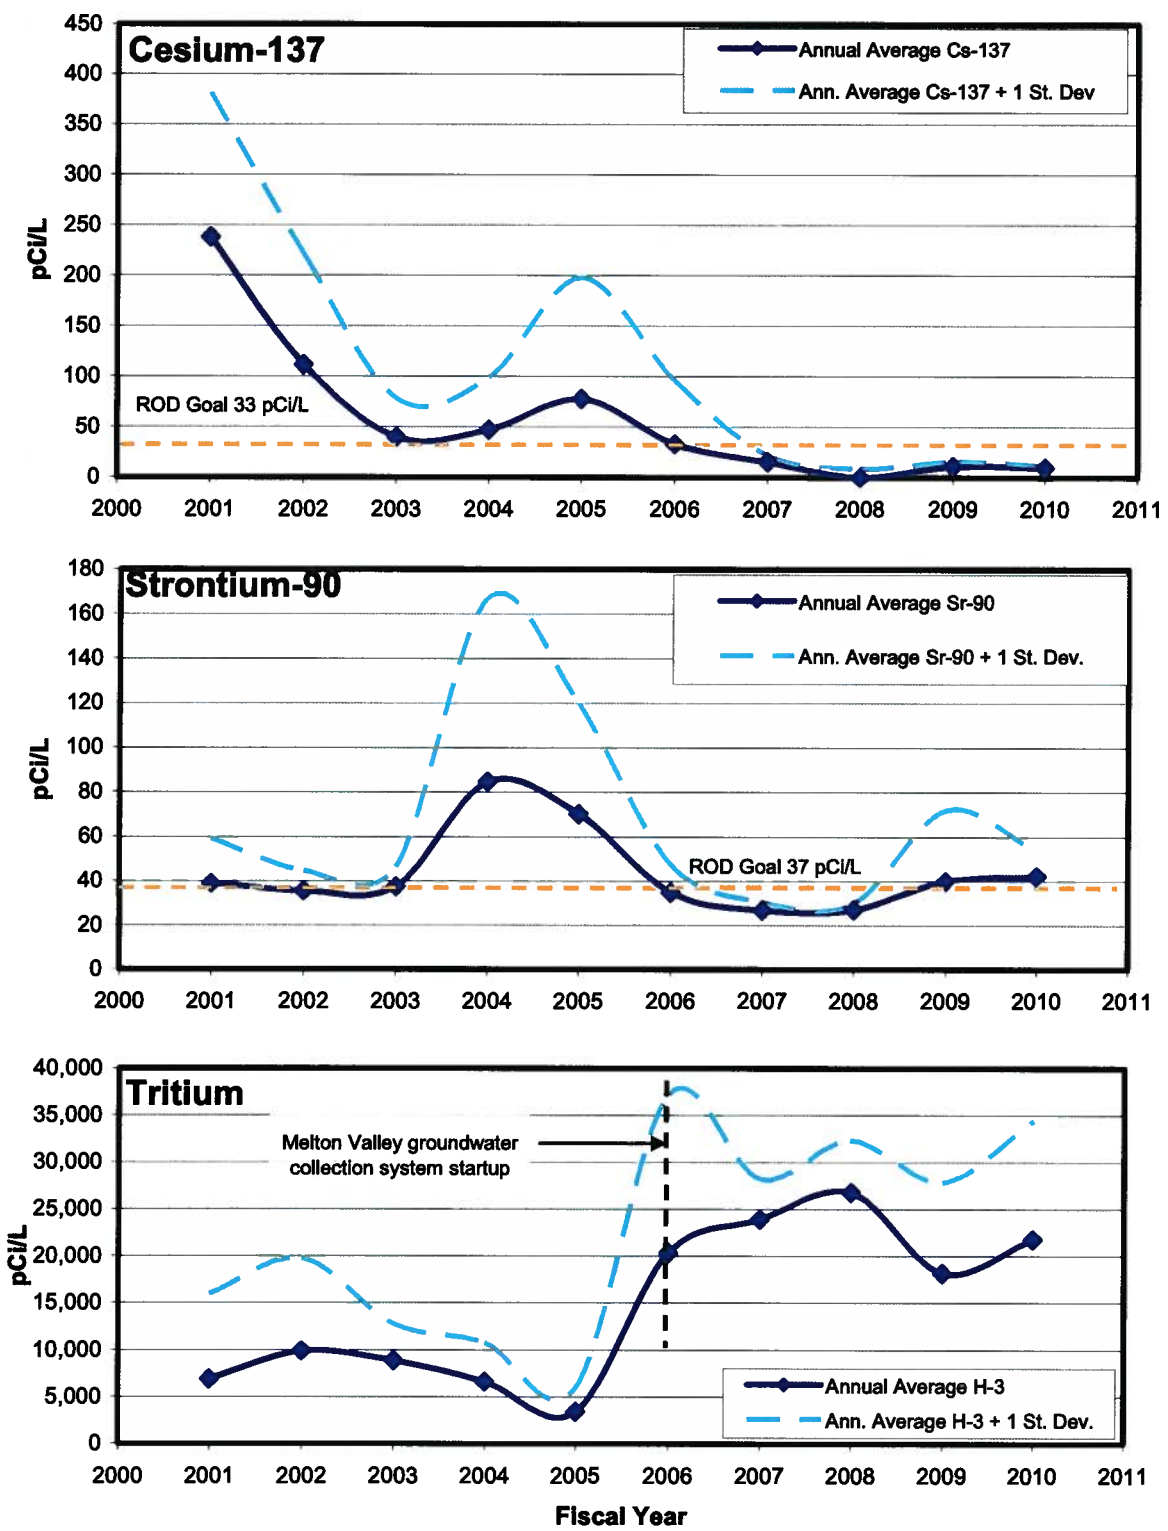 Cesium-137
Annual Average Cs-137
Ann. Average Cs-137 + 1 St. Dev
450
400
350
300
250
200
150
100
50
0
pCi/L
ROD Goal 33 pCi/L
2000 2001 2002 2003 2004 2005 2006 2007 2008 2009 2010 2011
Strontium-90
Annual Average Sr-90
Ann. Average Sr-90 + 1 St. Dev.
180
160
140
120
100
80
60
40
20
0
pCi/L
ROD Goal 37 pCi/L
2000 2001 2002 2003 2004 2005 2006 2007 2008 2009 2010 2011
Tritium
40,000
35,000
30,000
25,000
20,000
15,000
10,000
5,000
0
pCi/L
Melton Valley groundwater
collection system startup
Annual Average H-3
Ann. Average H-3 + 1 St. Dev.
2000 2001 2002 2003 2004 2005 2006 2007 2008 2009 2010 2011
Fiscal Year